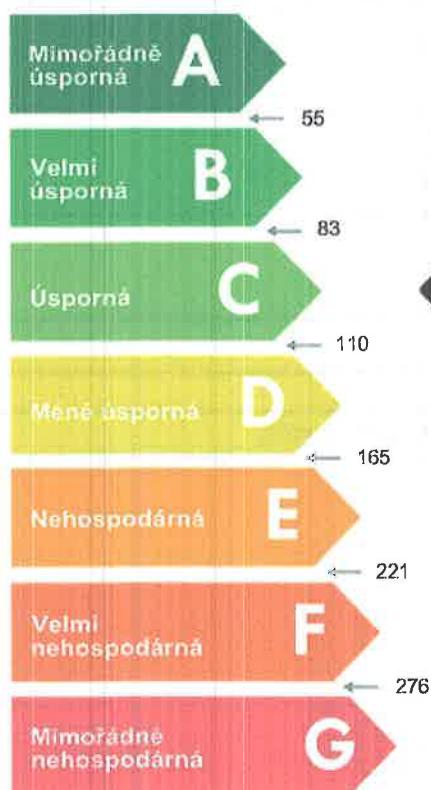 Mimořádně
úsporná
A
55
Velmi
úsporná
B
83
Úsporná
C
110
Méně úsporná
D
165
Nehospodárná
E
221
Velmi
nehospodárná
F
276
Mimořádně
nehospodárná
G